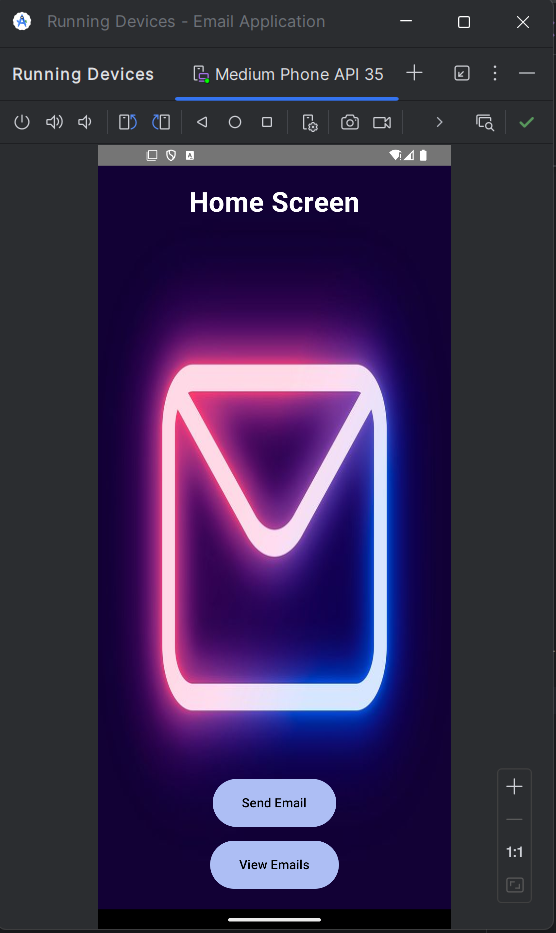 Running Devices - Email Application
Running Devices
Medium Phone API 35
Home Screen
Send Email
View Emails
1:1